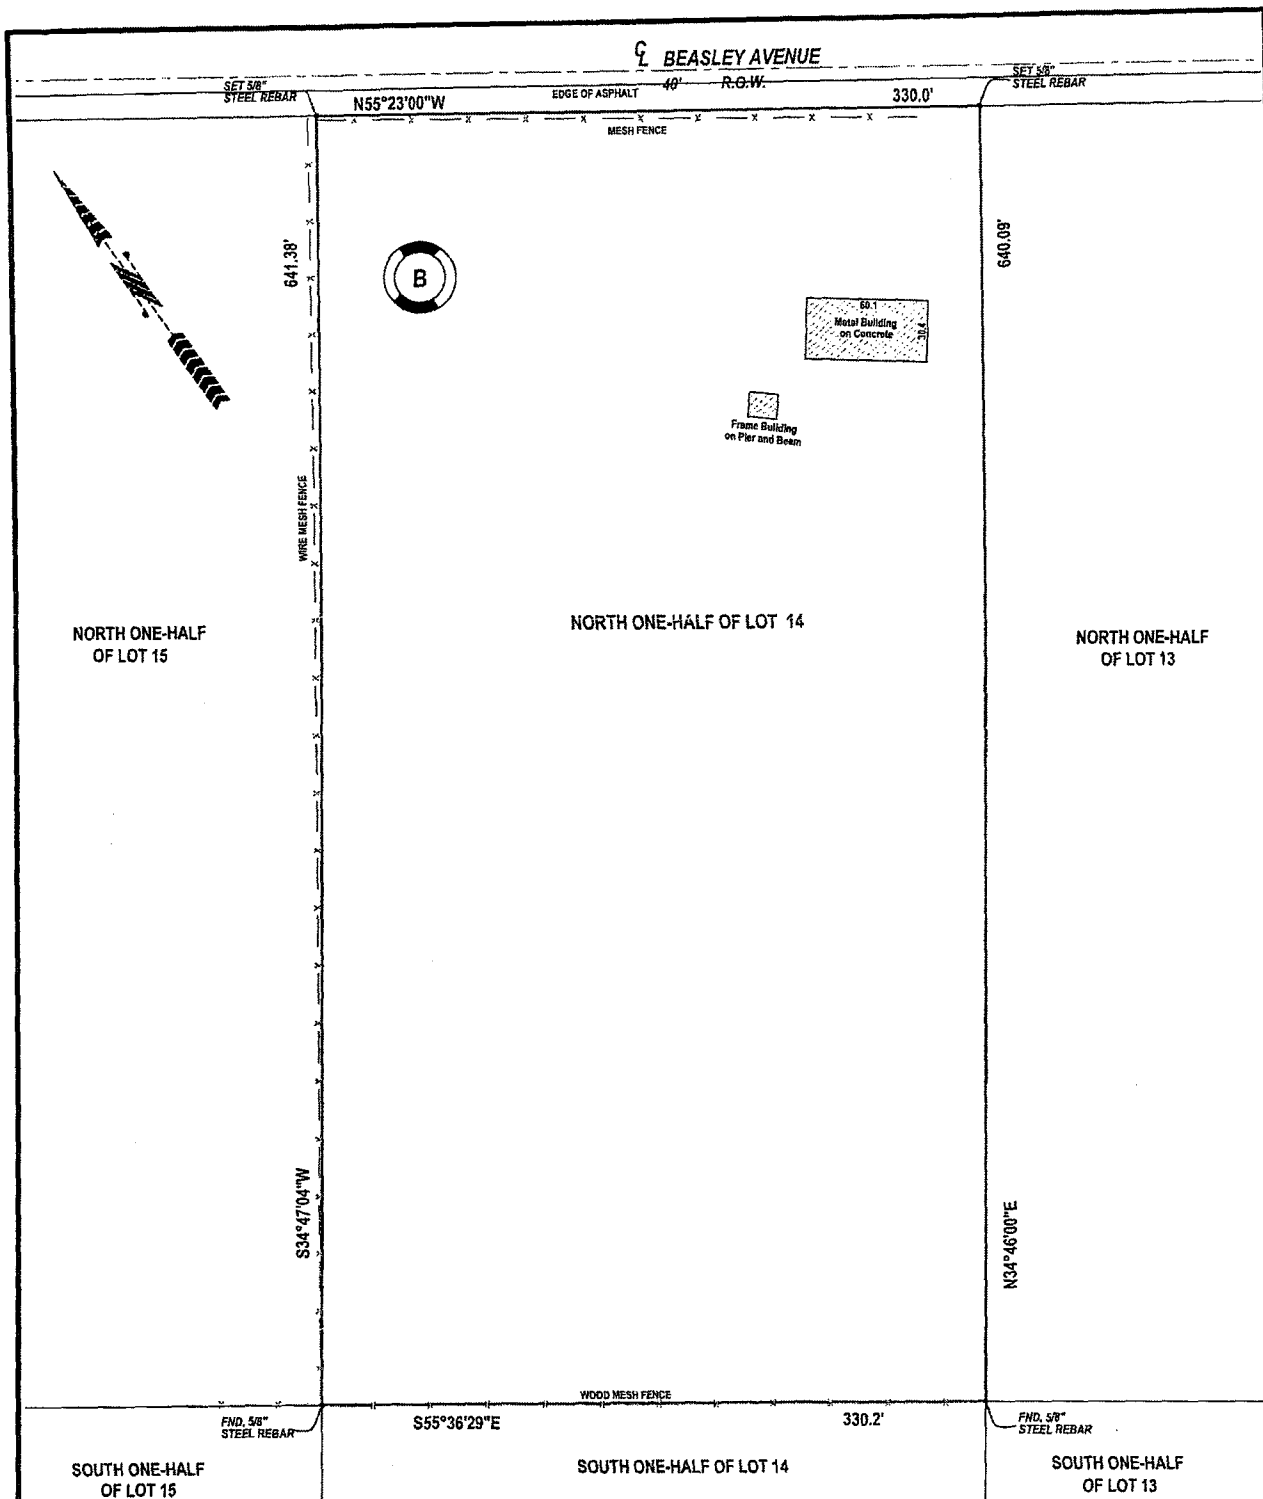 ℄ BEASLEY AVENUE
SET 5/8"
STEEL REBAR
N55°23'00"W
EDGE OF ASPHALT
40' R.O.W.
330.0'
SET 5/8"
STEEL REBAR
MESH FENCE
641.38'
640.09'
B
60.1
Metal Building
on Concrete
30.4
Frame Building
on Pier and Beam
WIRE MESH FENCE
NORTH ONE-HALF
OF LOT 15
NORTH ONE-HALF OF LOT 14
NORTH ONE-HALF
OF LOT 13
S34°47'04"W
N34°46'00"E
WOOD MESH FENCE
FND, 5/8"
STEEL REBAR
S55°36'29"E
330.2'
FND, 5/8"
STEEL REBAR
SOUTH ONE-HALF
OF LOT 15
SOUTH ONE-HALF OF LOT 14
SOUTH ONE-HALF
OF LOT 13